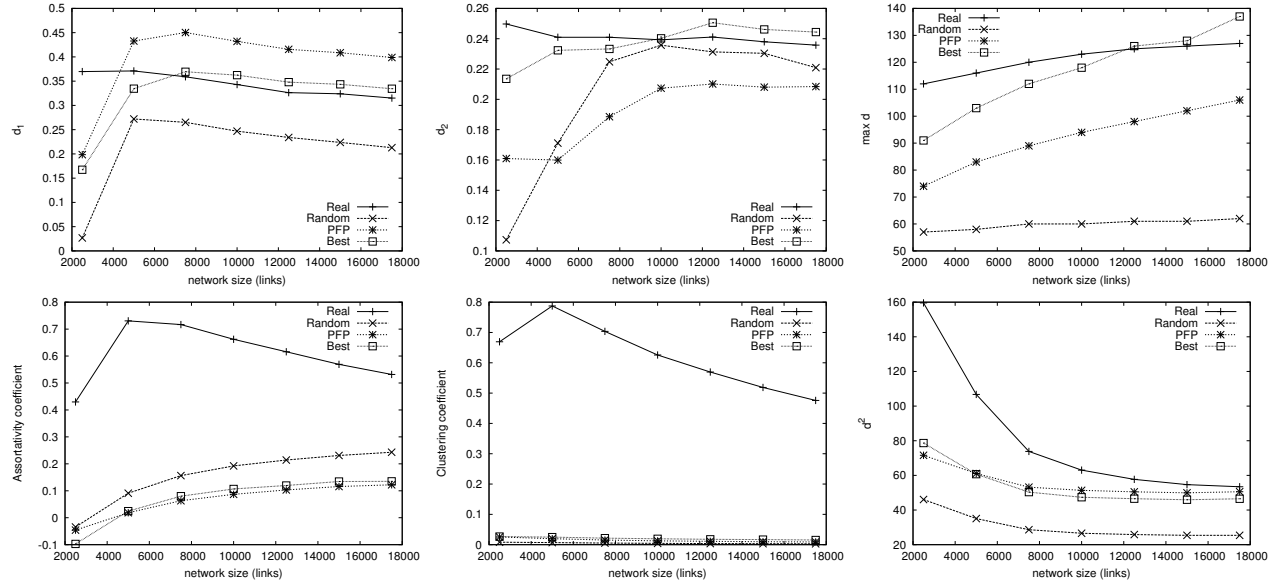 0.5
0.45
0.4
0.35
0.3
0.25
0.2
0.15
0.1
0.05
0
d1
2000 4000 6000 8000 10000 12000 14000 16000 18000
network size (links)
Real
Random
PFP
Best
0.26
0.24
0.22
0.2
0.18
0.16
0.14
0.12
0.1
d2
2000 4000 6000 8000 10000 12000 14000 16000 18000
network size (links)
Real
Random
PFP
Best
140
130
120
110
100
90
80
70
60
50
max d
2000 4000 6000 8000 10000 12000 14000 16000 18000
network size (links)
Real
Random
PFP
Best
0.8
0.7
0.6
0.5
0.4
0.3
0.2
0.1
0
-0.1
Assortativity coefficient
2000 4000 6000 8000 10000 12000 14000 16000 18000
network size (links)
Real
Random
PFP
Best
0.8
0.7
0.6
0.5
0.4
0.3
0.2
0.1
0
Clustering coefficient
2000 4000 6000 8000 10000 12000 14000 16000 18000
network size (links)
Real
Random
PFP
Best
160
140
120
100
80
60
40
20
d²
2000 4000 6000 8000 10000 12000 14000 16000 18000
network size (links)
Real
Random
PFP
Best